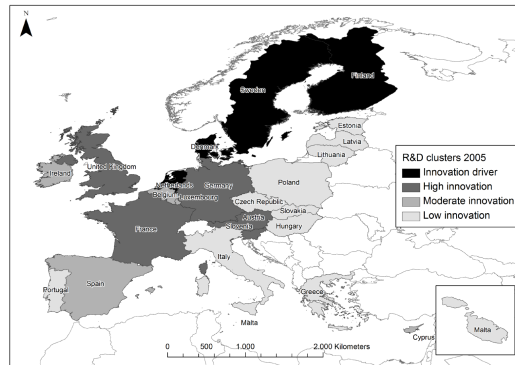 N
Sweden
Finland
Estonia
Latvia
Lithuania
Denmark
United Kingdom
Ireland
Netherlands
Belgium
Luxembourg
Germany
Poland
Czech Republic
Slovakia
Austria
Hungary
Slovenia
France
Italy
Portugal
Spain
Greece
Malta
Cyprus
R&D clusters 2005
Innovation driver
High innovation
Moderate innovation
Low innovation
Malta
0 500 1.000 2.000 Kilometers